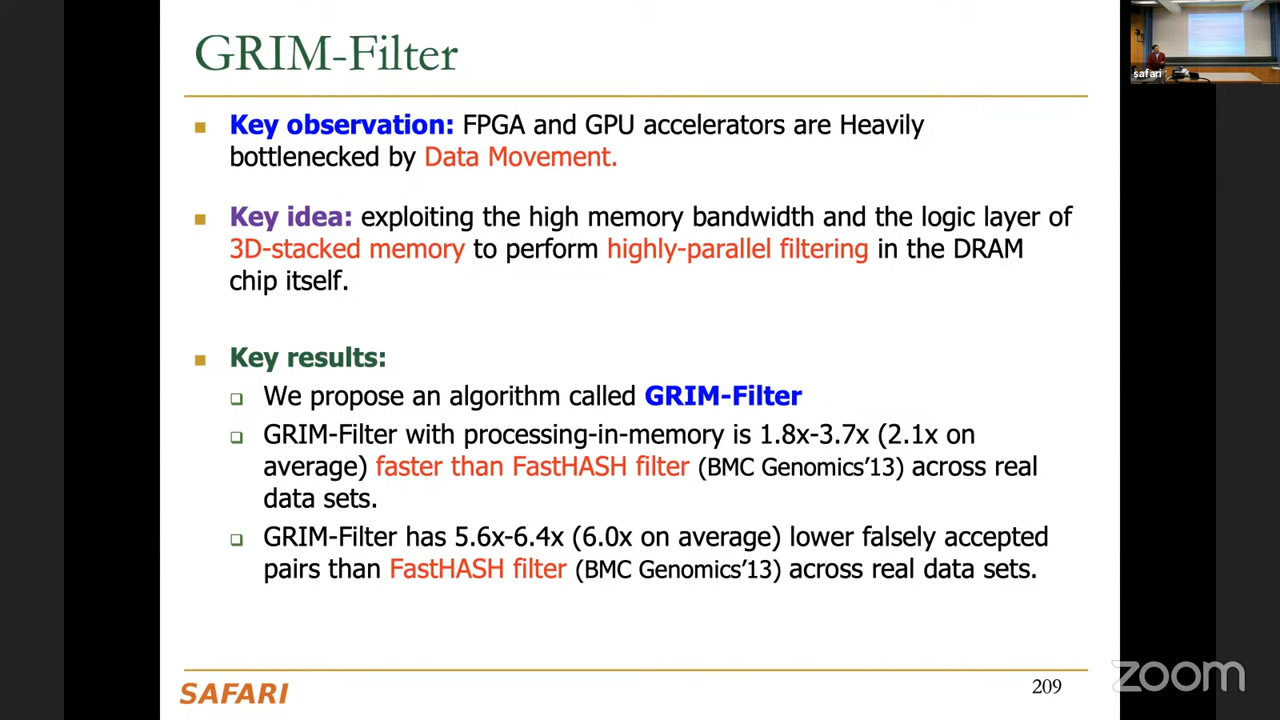 GRIM-Filter
Key observation: FPGA and GPU accelerators are Heavily
bottlenecked by Data Movement.
Key idea: exploiting the high memory bandwidth and the logic layer of
3D-stacked memory to perform highly-parallel filtering in the DRAM
chip itself.
Key results:
We propose an algorithm called GRIM-Filter
GRIM-Filter with processing-in-memory is 1.8x-3.7x (2.1x on
average) faster than FastHASH filter (BMC Genomics’13) across real
data sets.
GRIM-Filter has 5.6x-6.4x (6.0x on average) lower falsely accepted
pairs than FastHASH filter (BMC Genomics’13) across real data sets.
SAFARI
209
safari
zoom